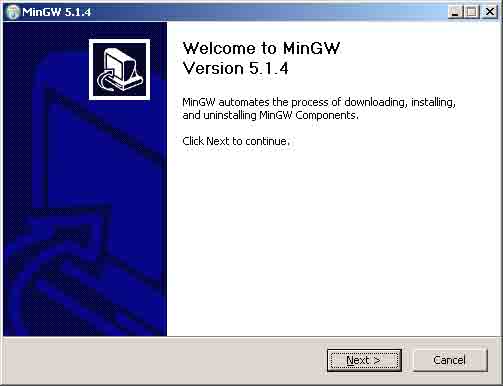 MinGW 5.1.4
Welcome to MinGW
Version 5.1.4
MinGW automates the process of downloading, installing,
and uninstalling MinGW Components.
Click Next to continue.
Next >
Cancel